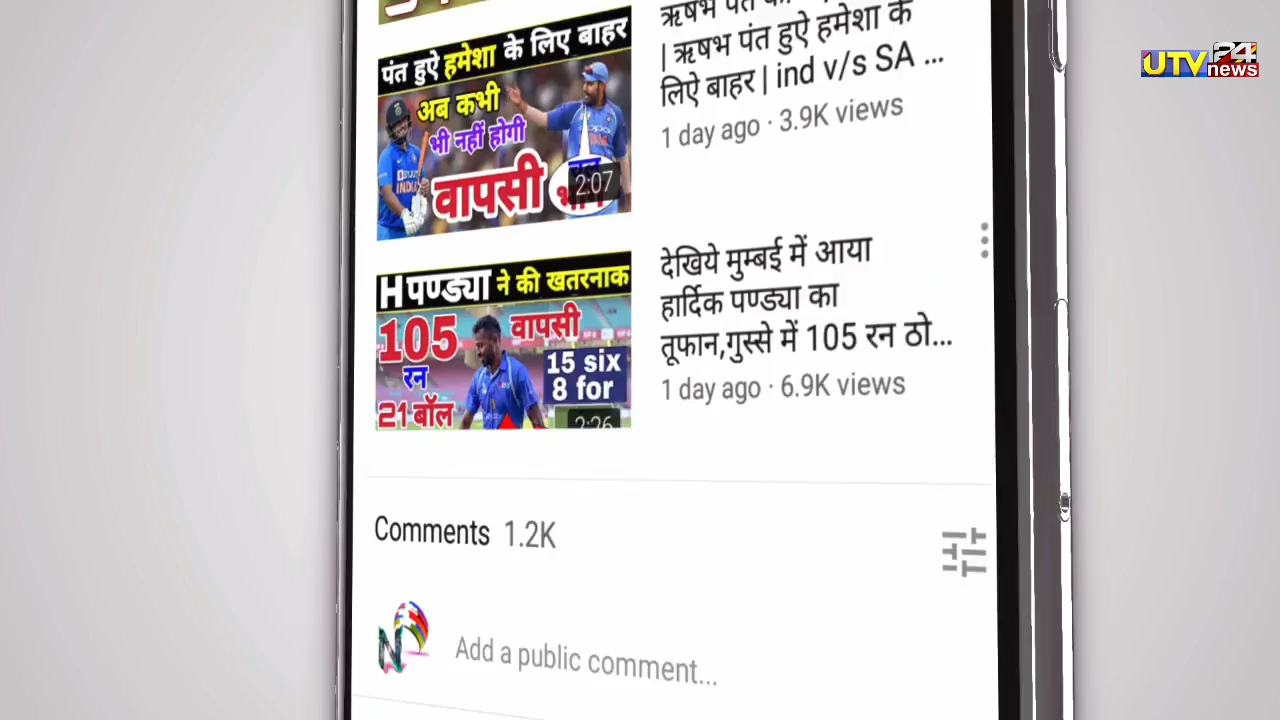 UTV 24 news
पंत हुऐ हमेशा के लिए बाहर
अब कभी
भी नहीं होगी
वापसी
2:07
| ऋषभ पंत हुऐ हमेशा के
लिऐ बाहर | ind v/s SA ...
1 day ago · 3.9K views
H पण्ड्या ने की खतरनाक
105
रन
21 बॉल
वापसी
15 six
8 for
2:26
देखिये मुम्बई में आया
हार्दिक पण्ड्या का
तूफान,गुस्से में 105 रन ठो...
1 day ago · 6.9K views
Comments 1.2K
Add a public comment...